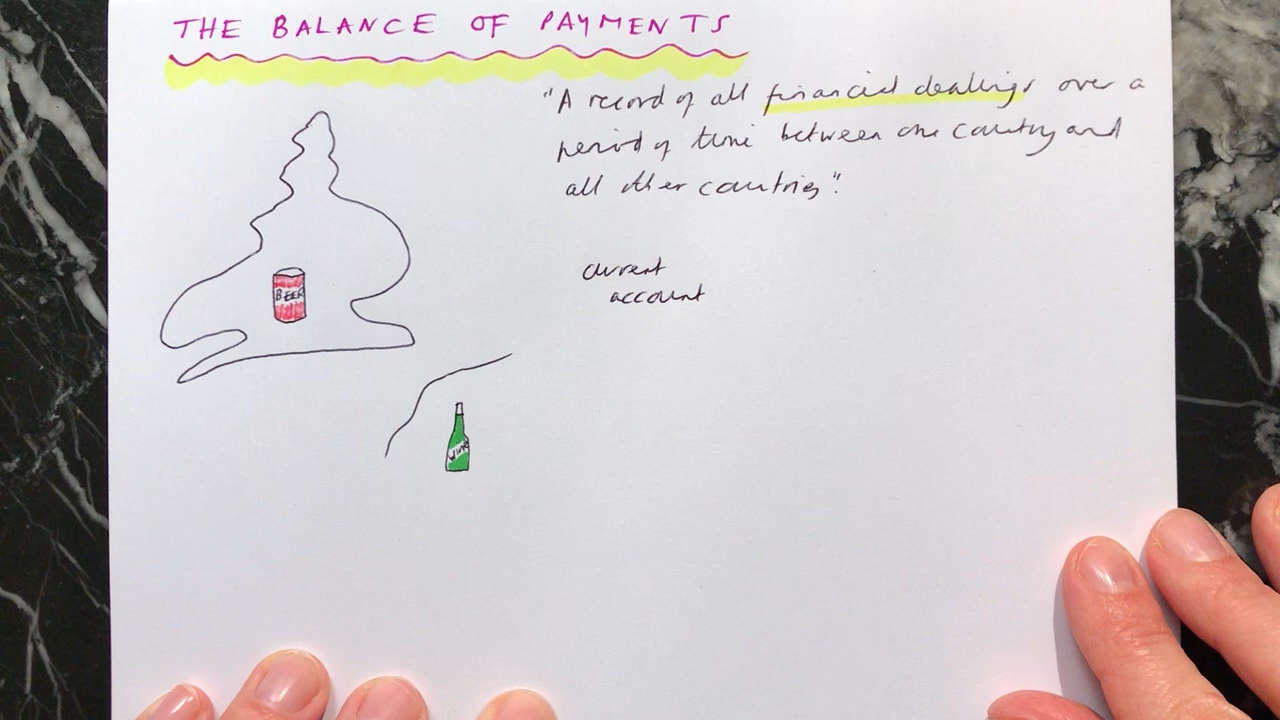 THE BALANCE OF PAYMENTS
"A record of all financial dealings over a
period of time between one country and
all other countries".
current
account
BEER
WINE